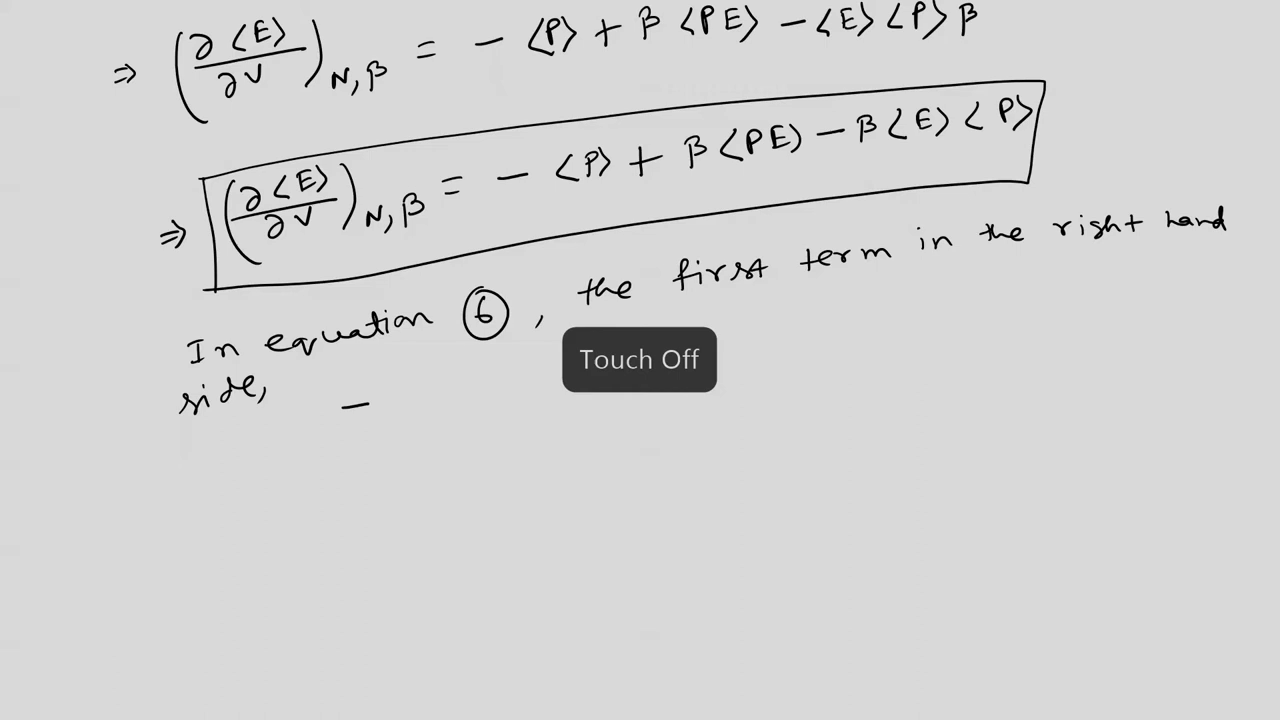 ⇒ (∂⟨E⟩/∂V)_{N,β} = - ⟨P⟩ + β ⟨PE⟩ - ⟨E⟩ ⟨P⟩ β
⇒ (∂⟨E⟩/∂V)_{N,β} = - ⟨P⟩ + β ⟨PE⟩ - β ⟨E⟩ ⟨P⟩
In equation ⑥, the first term in the right hand
side, -
Touch Off